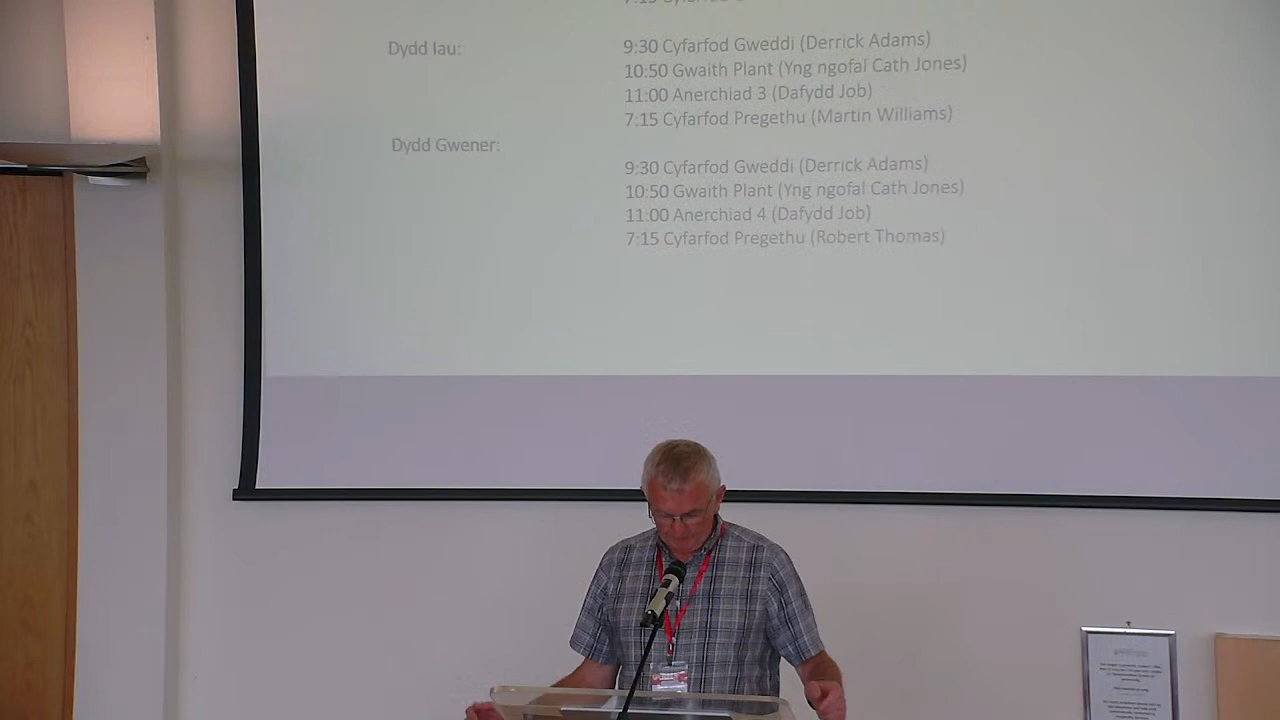 Dydd Iau:
9:30 Cyfarfod Gweddi (Derrick Adams)
10:50 Gwaith Plant (Yng ngofal Cath Jones)
11:00 Anerchiad 3 (Dafydd Job)
7:15 Cyfarfod Pregethu (Martin Williams)
Dydd Gwener:
9:30 Cyfarfod Gweddi (Derrick Adams)
10:50 Gwaith Plant (Yng ngofal Cath Jones)
11:00 Anerchiad 4 (Dafydd Job)
7:15 Cyfarfod Pregethu (Robert Thomas)